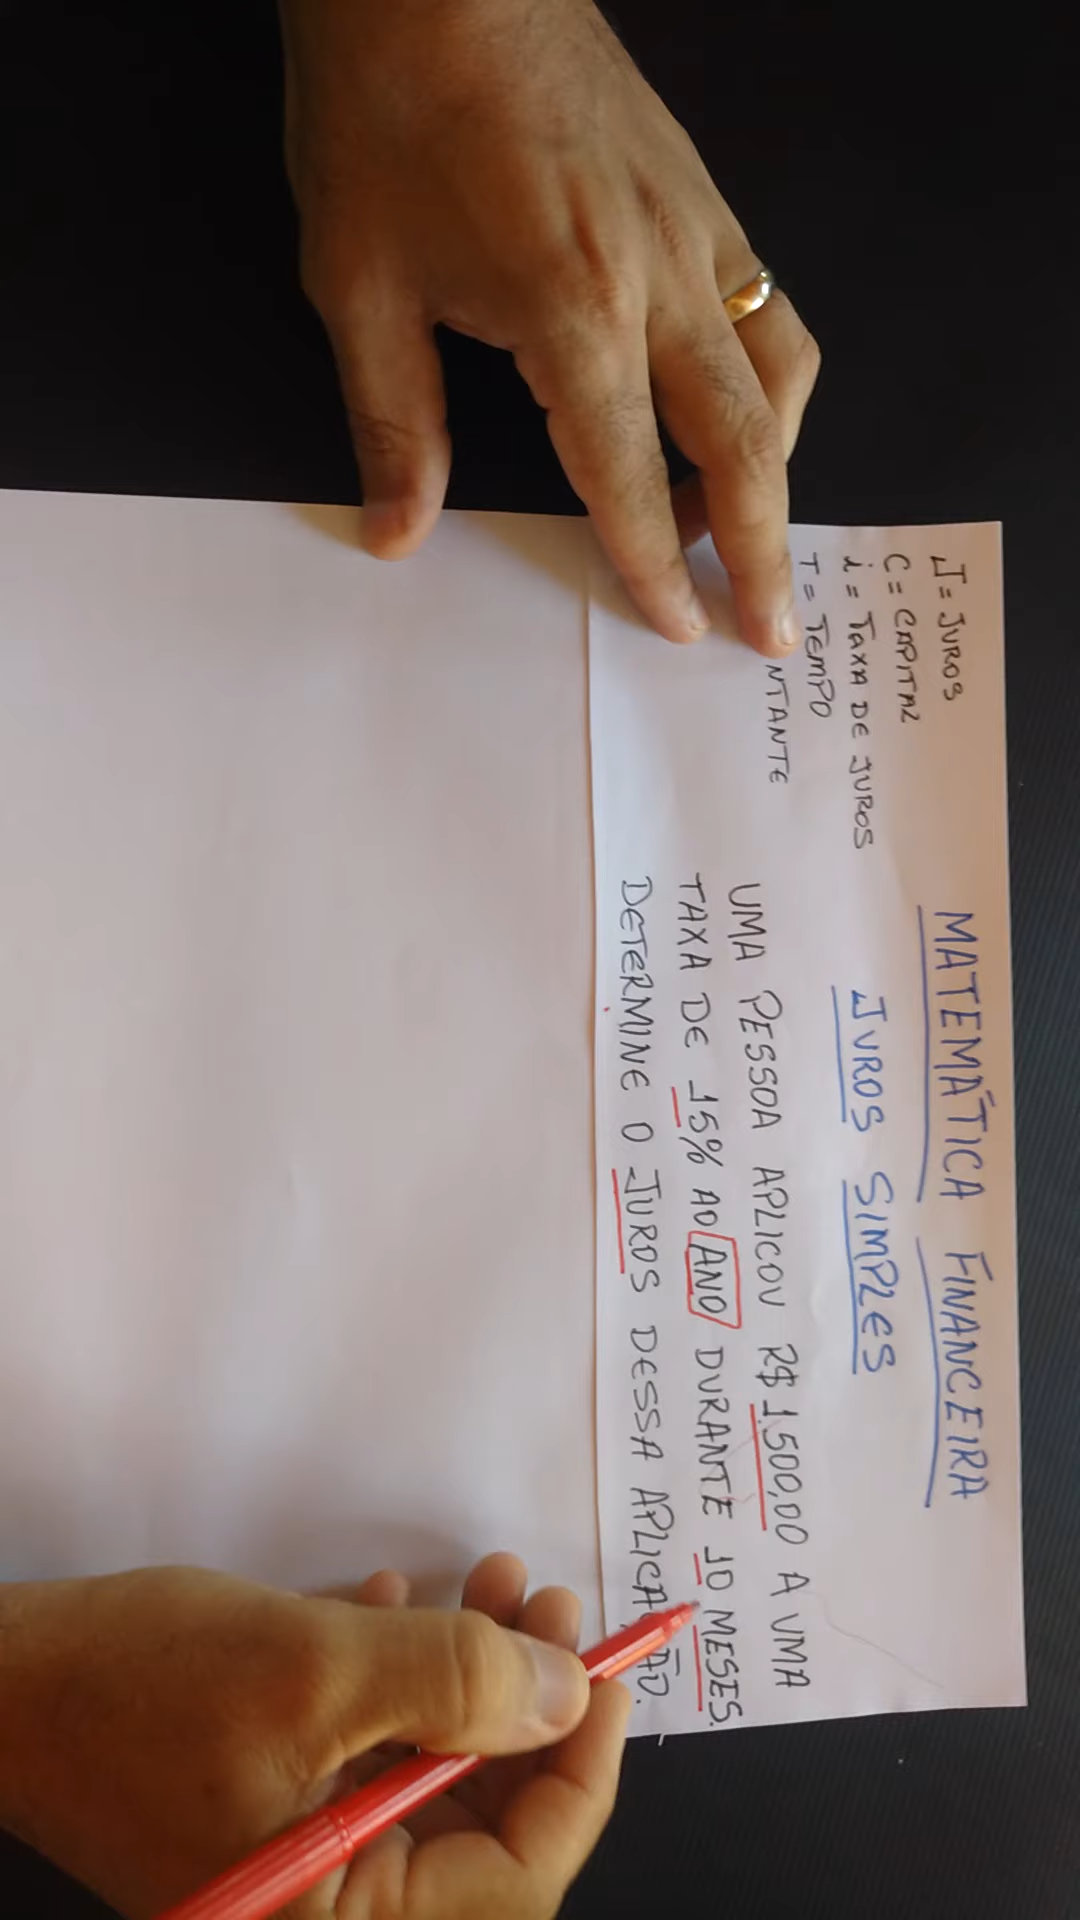 J = JUROS
C = CAPITAL
i = TAXA DE JUROS
T = TEMPO
NTANTE
MATEMÁTICA FINANCEIRA
JUROS SIMPLES
UMA PESSOA APLICOU R$ 1.500,00 A UMA
TAXA DE 15% AO ANO DURANTE 10 MESES.
DETERMINE O JUROS DESSA APLICAÇÃO.